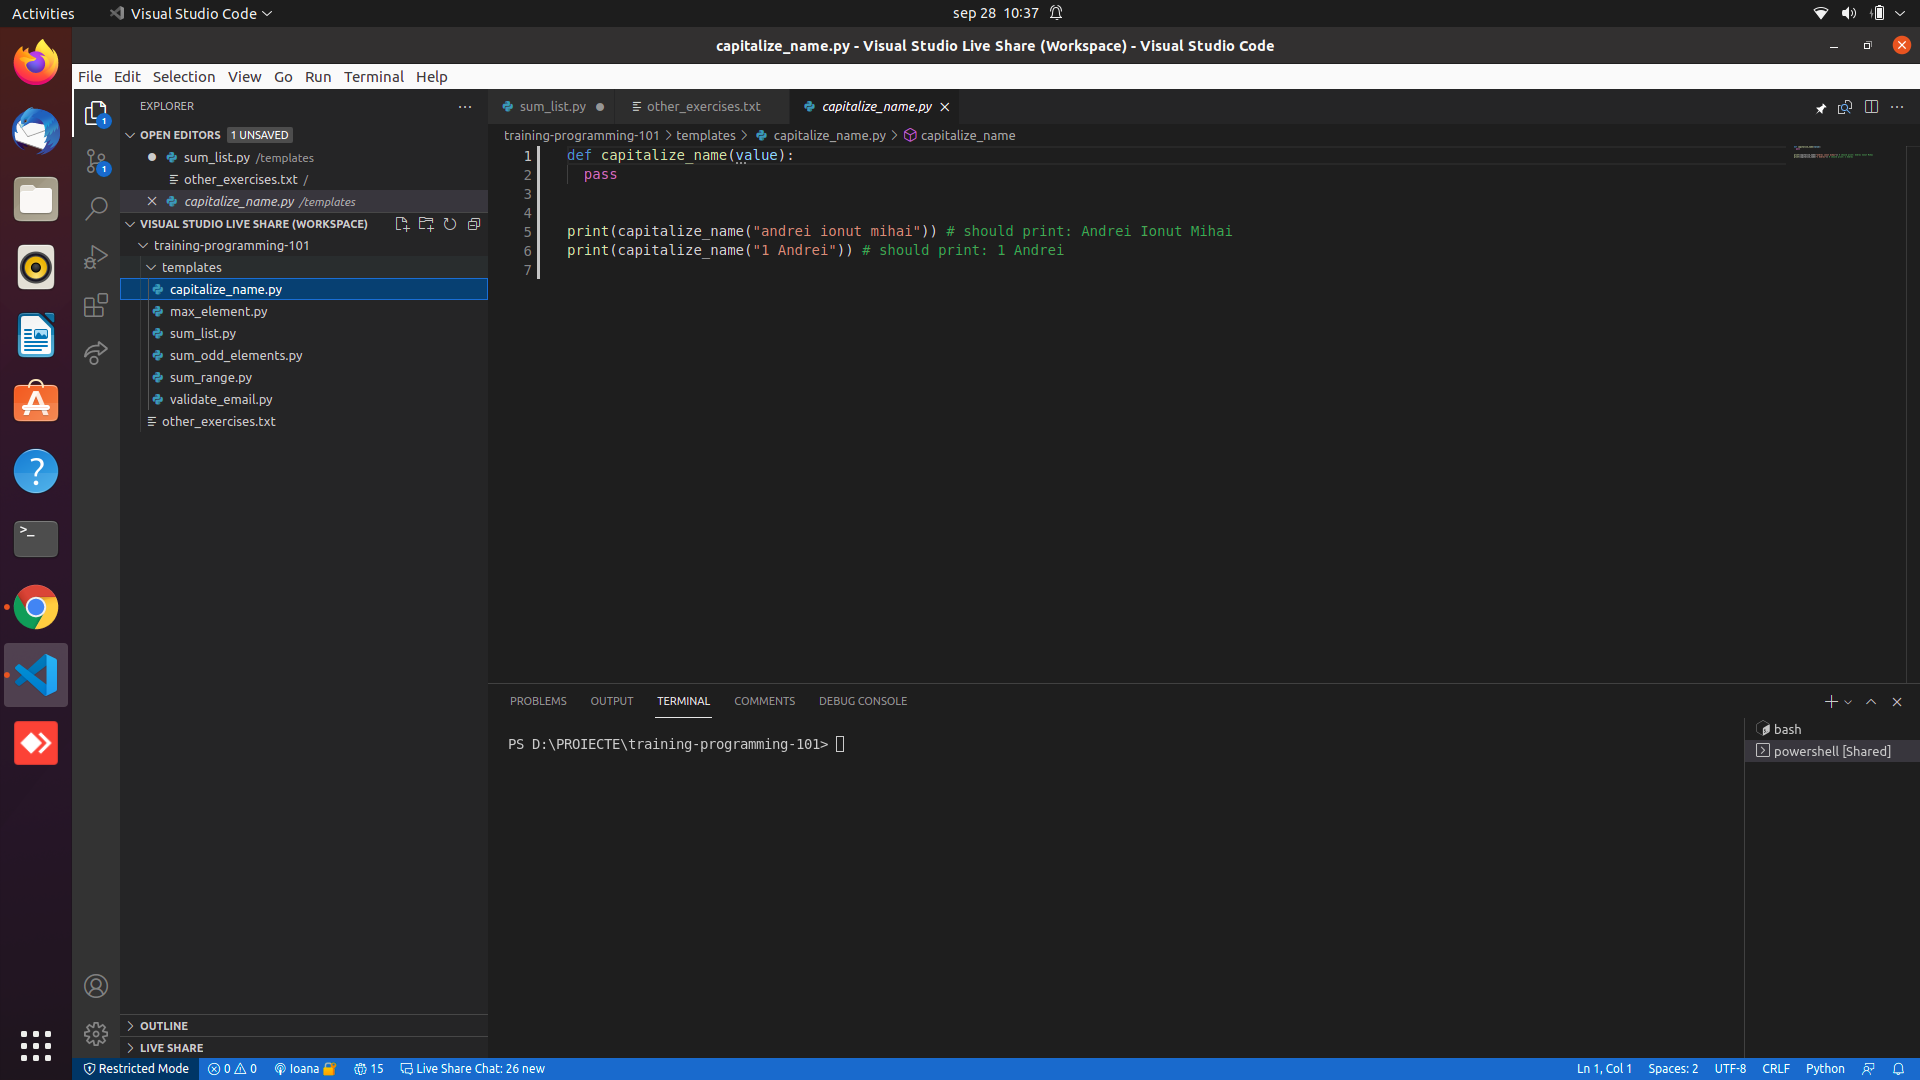 Activities
Visual Studio Code
sep 28 10:37
capitalize_name.py - Visual Studio Live Share (Workspace) - Visual Studio Code
File Edit Selection View Go Run Terminal Help
EXPLORER
OPEN EDITORS 1 UNSAVED
sum_list.py /templates
other_exercises.txt /
capitalize_name.py /templates
VISUAL STUDIO LIVE SHARE (WORKSPACE)
training-programming-101
templates
capitalize_name.py
max_element.py
sum_list.py
sum_odd_elements.py
sum_range.py
validate_email.py
other_exercises.txt
OUTLINE
LIVE SHARE
1
1
sum_list.py
other_exercises.txt
capitalize_name.py
training-programming-101 > templates > capitalize_name.py > capitalize_name
1 def capitalize_name(value):
2 pass
3
4
5 print(capitalize_name("andrei ionut mihai")) # should print: Andrei Ionut Mihai
6 print(capitalize_name("1 Andrei")) # should print: 1 Andrei
7
PROBLEMS OUTPUT TERMINAL COMMENTS DEBUG CONSOLE
PS D:\PROIECTE\training-programming-101>
bash
powershell [Shared]
Restricted Mode 0 0 Ioana 15 Live Share Chat: 26 new
Ln 1, Col 1 Spaces: 2 UTF-8 CRLF Python